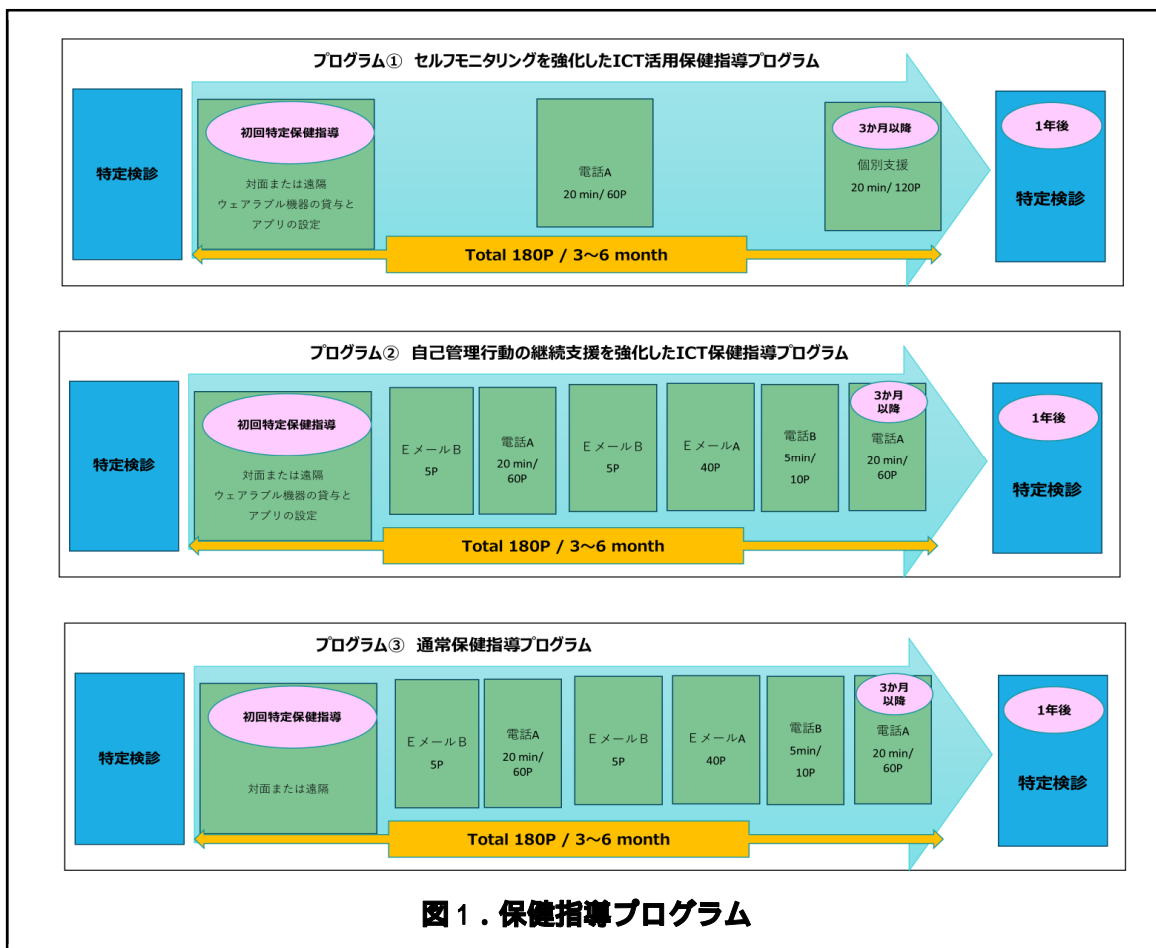 プログラム① セルフモニタリングを強化したICT活用保健指導プログラム
特定検診
初回特定保健指導
対面または遠隔
ウェアラブル機器の貸与と
アプリの設定
電話A
20 min/ 60P
3か月以降
個別支援
20 min/ 120P
1年後
特定検診
Total 180P / 3～6 month
プログラム② 自己管理行動の継続支援を強化したICT保健指導プログラム
特定検診
初回特定保健指導
対面または遠隔
ウェアラブル機器の貸与と
アプリの設定
EメールB
5P
電話A
20 min/
60P
EメールB
5P
EメールA
40P
電話B
5min/
10P
3か月
以降
電話A
20 min/
60P
1年後
特定検診
Total 180P / 3～6 month
プログラム③ 通常保健指導プログラム
特定検診
初回特定保健指導
対面または遠隔
EメールB
5P
電話A
20 min/
60P
EメールB
5P
EメールA
40P
電話B
5min/
10P
3か月
以降
電話A
20 min/
60P
1年後
特定検診
Total 180P / 3～6 month
図１．保健指導プログラム